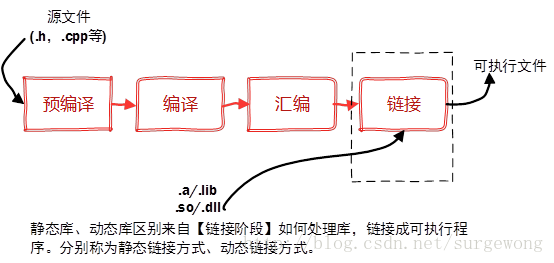 源文件
(.h，.cpp等)
可执行文件
预编译
编译
汇编
链接
.a/.lib
.so/.dll
静态库、动态库区别来自【链接阶段】如何处理库，链接成可执行程
序。分别称为静态链接方式、动态链接方式。
http://blog.csdn.net/surgewong